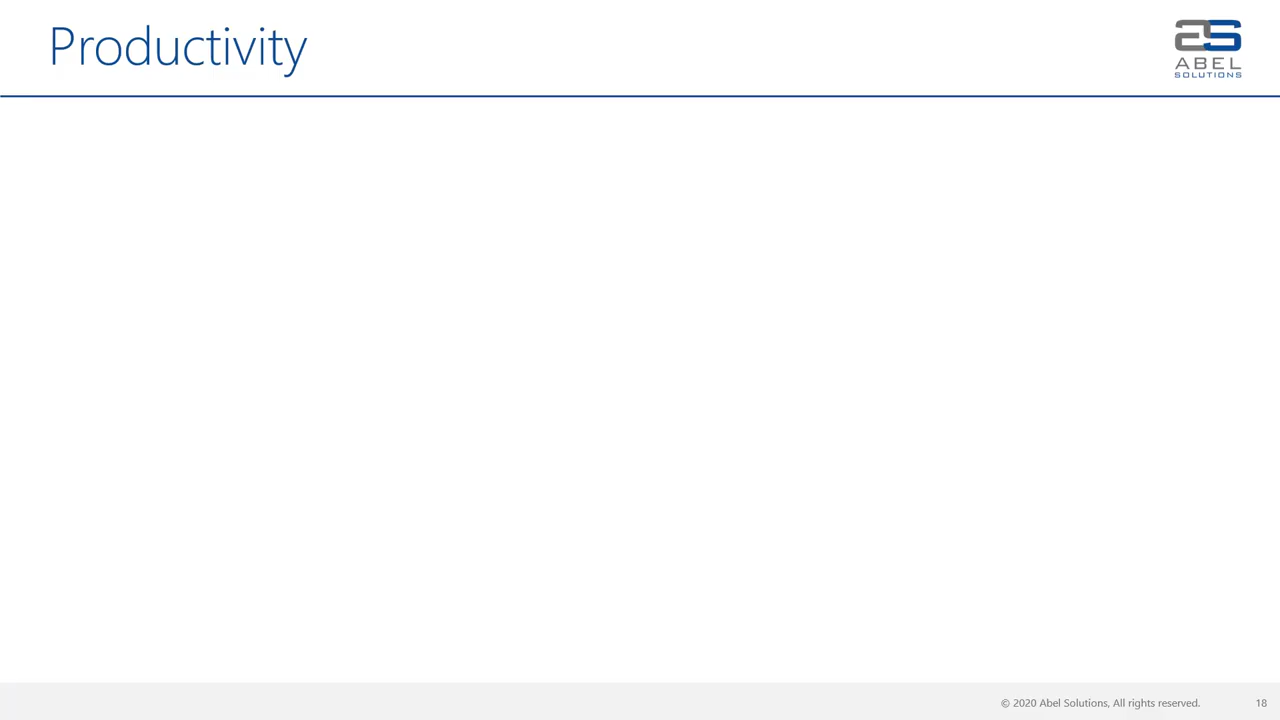 Productivity
ABEL
SOLUTIONS
© 2020 Abel Solutions, All rights reserved.
18